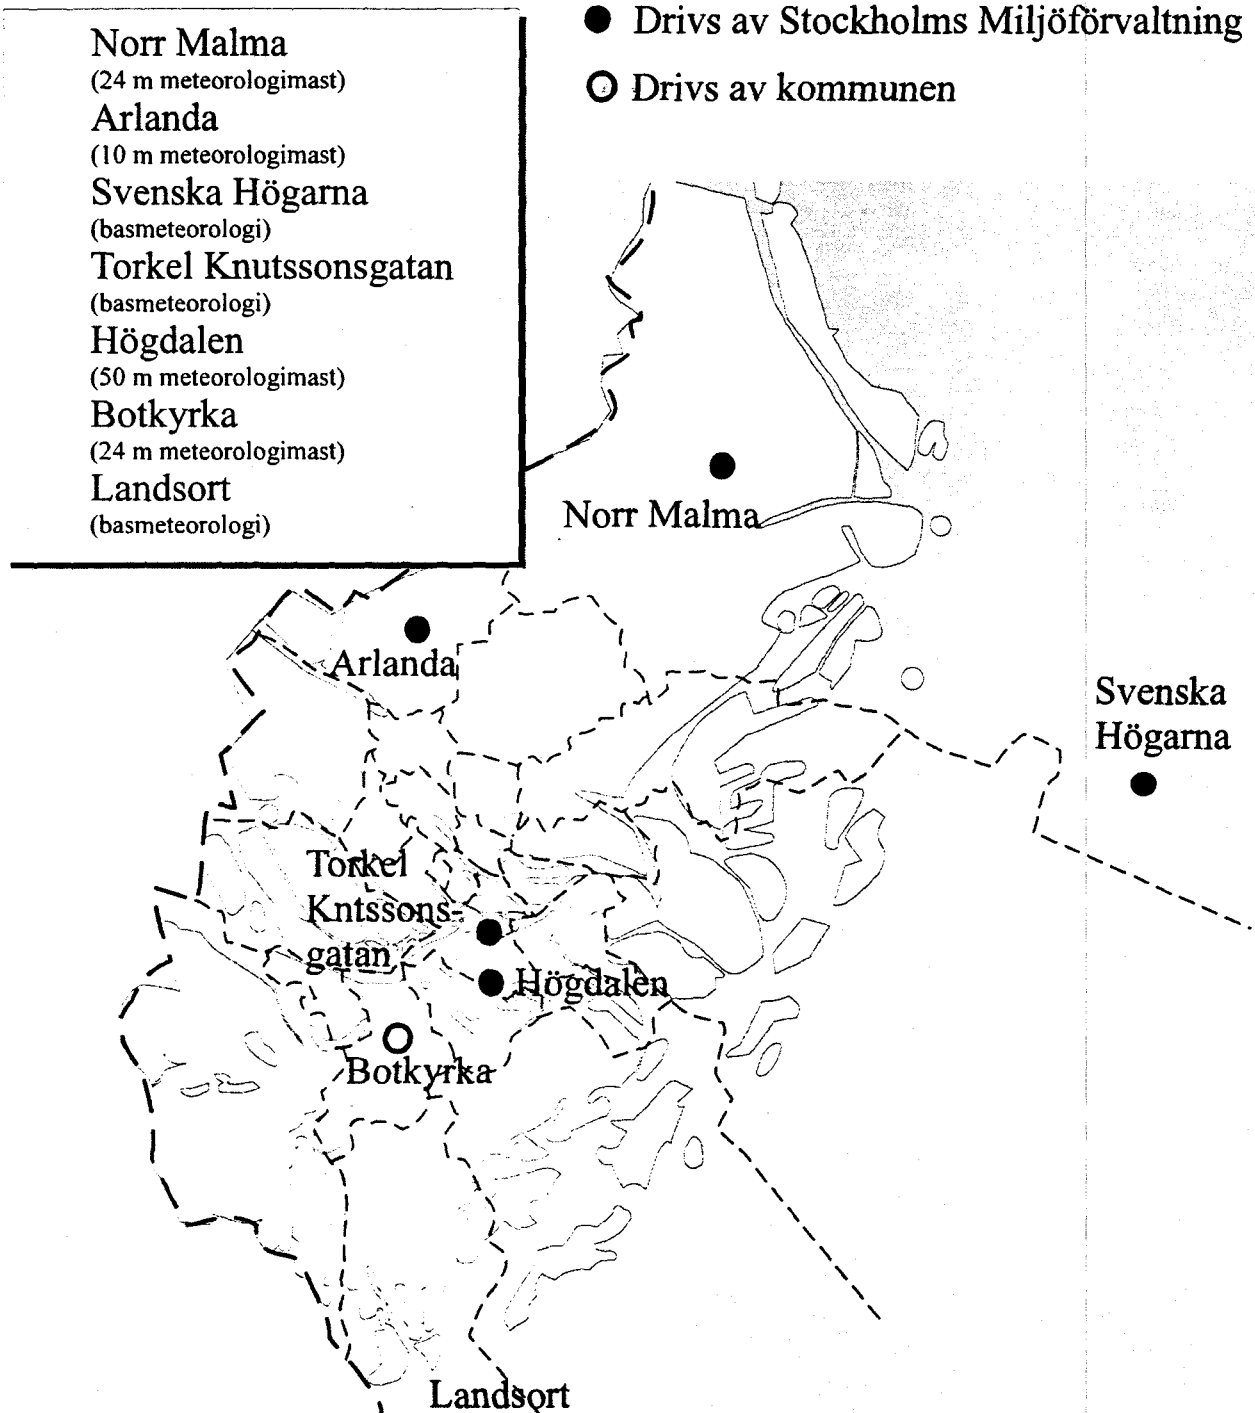 Norr Malma
(24 m meteorologimast)
Arlanda
(10 m meteorologimast)
Svenska Högarna
(basmeteorologi)
Torkel Knutssonsgatan
(basmeteorologi)
Högdalen
(50 m meteorologimast)
Botkyrka
(24 m meteorologimast)
Landsort
(basmeteorologi)
Drivs av Stockholms Miljöförvaltning
Drivs av kommunen
Norr Malma
Arlanda
Svenska
Högarna
Torkel
Kntssons-
gatan
Högdalen
Botkyrka
Landsort